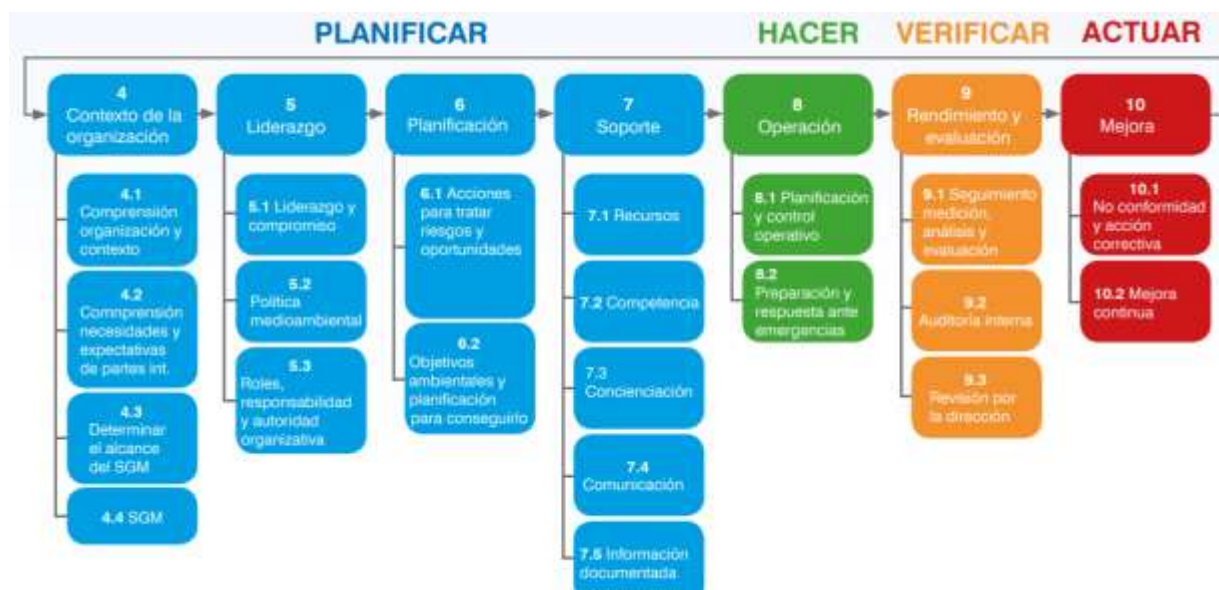 PLANIFICAR
HACER
VERIFICAR
ACTUAR
4
Contexto de la
organización
5
Liderazgo
6
Planificación
7
Soporte
8
Operación
9
Rendimiento y
evaluación
10
Mejora
4.1
Comprensión
organización y
contexto
4.2
Comnprensión
necesidades y
expectativas
de partes int.
4.3
Determinar
el alcance
del SGM
4.4 SGM
5.1 Liderazgo y
compromiso
5.2
Política
medioambiental
5.3
Roles,
responsabilidad
y autoridad
organizativa
6.1 Acciones
para tratar
riesgos y
oportunidades
6.2
Objetivos
ambientales y
planificación
para conseguirlo
7.1 Recursos
7.2 Competencia
7.3
Concienciación
7.4
Comunicación
7.5 Información
documentada
8.1 Planificación
y control
operativo
8.2
Preparación y
respuesta ante
emergencias
9.1 Seguimiento
medición,
análisis y
evaluación
9.2
Auditoría interna
9.3
Revisión por
la dirección
10.1
No conformidad
y acción
correctiva
10.2 Mejora
continua